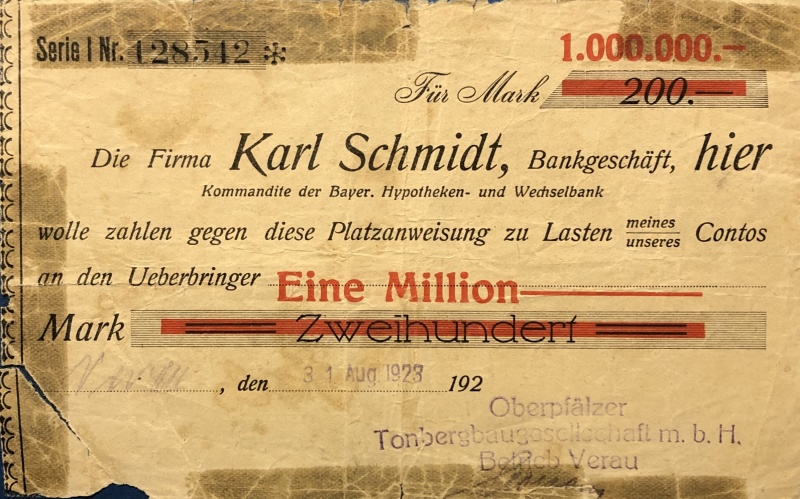 Serie I Nr. 128542 *
1.000.000.—
Für Mark 200.—
Die Firma Karl Schmidt, Bankgeschäft, hier
Kommandite der Bayer. Hypotheken- und Wechselbank
wolle zahlen gegen diese Platzanweisung zu Lasten meines unseres Contos
an den Ueberbringer
Eine Million
Mark Zweihundert
, den 31 Aug. 1923 192
Oberpfälzer
Tonbergbaugesellschaft m. b. H.
Betrieb Verau